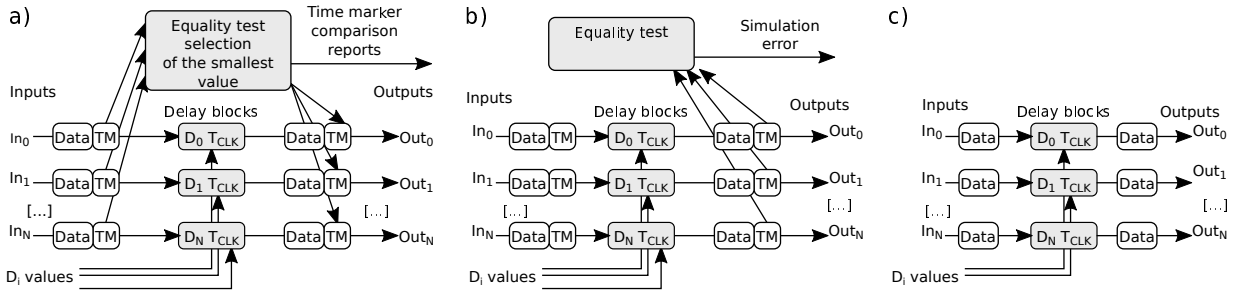 a)
Equality test
selection
of the smallest
value
Time marker
comparison
reports
Inputs
Delay blocks
Outputs
In0 Data TM D0 TCLK Data TM Out0
In1 Data TM D1 TCLK Data TM Out1
[...] [...]
InN Data TM DN TCLK Data TM OutN
Di values
b)
Equality test
Simulation
error
Inputs
Delay blocks
Outputs
In0 Data TM D0 TCLK Data TM Out0
In1 Data TM D1 TCLK Data TM Out1
[...] [...]
InN Data TM DN TCLK Data TM OutN
Di values
c)
Inputs
Delay blocks
Outputs
In0 Data D0 TCLK Data Out0
In1 Data D1 TCLK Data Out1
[...] [...]
InN Data DN TCLK Data OutN
Di values